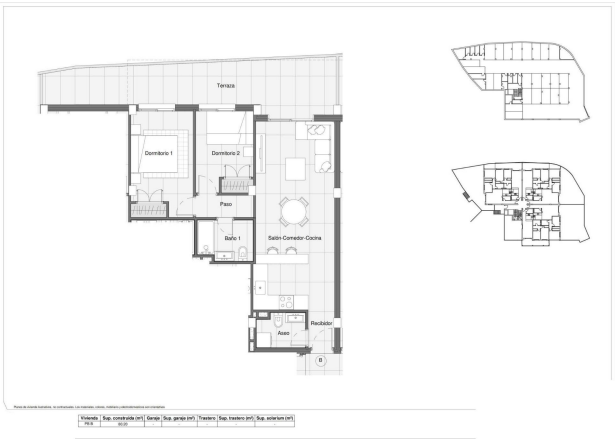 Terraza
Dormitorio 1
Dormitorio 2
Paso
Baño 1
Salón-Comedor-Cocina
Aseo
Recibidor
B
Vivienda Sup. construida (m²) Garaje Sup. garaje (m²) Trastero Sup. trastero (m²) Sup. solarium (m²)